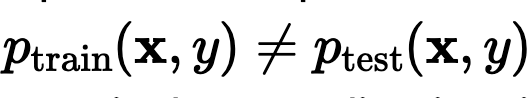 p_train(x, y) ≠ p_test(x, y)